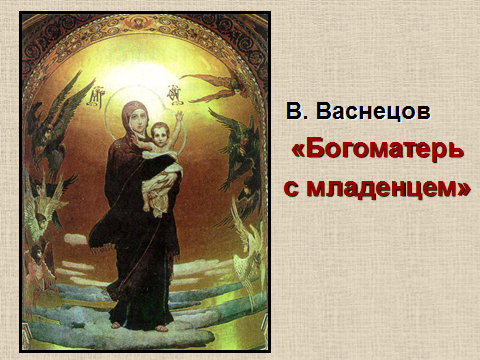 В. Васнецов
«Богоматерь
с младенцем»